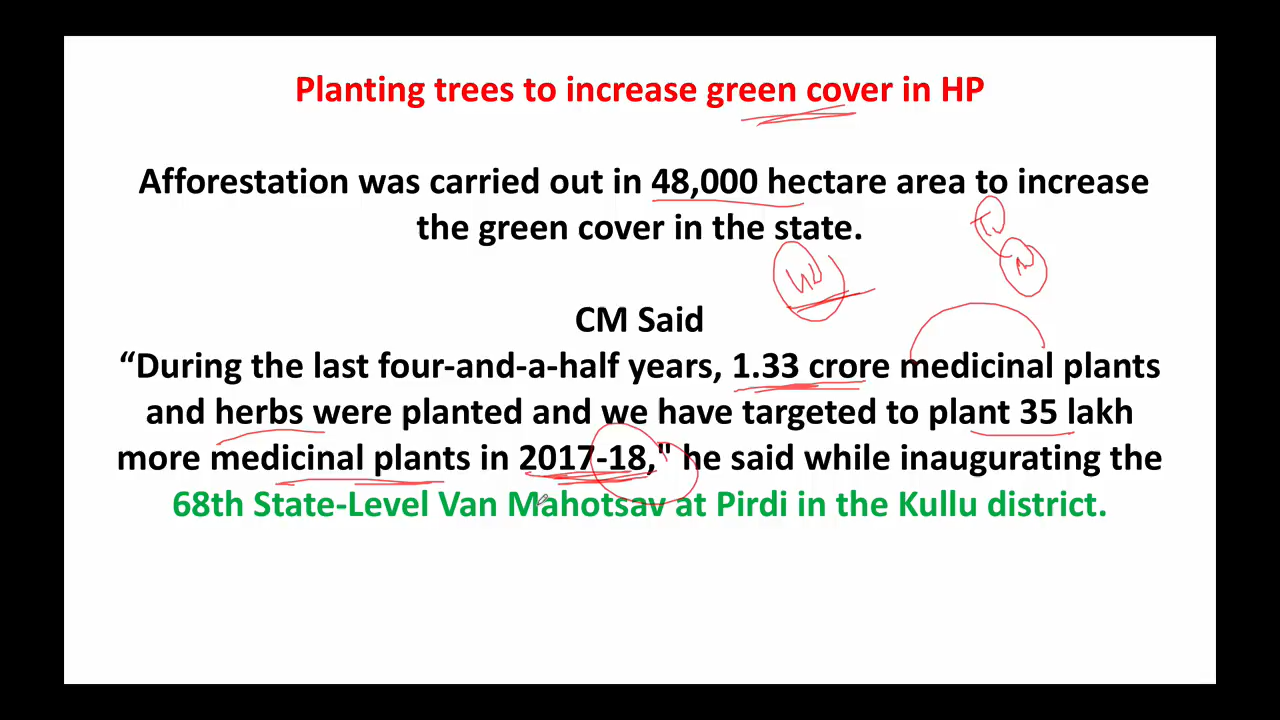 Planting trees to increase green cover in HP
Afforestation was carried out in 48,000 hectare area to increase
the green cover in the state.
CM Said
“During the last four-and-a-half years, 1.33 crore medicinal plants
and herbs were planted and we have targeted to plant 35 lakh
more medicinal plants in 2017-18," he said while inaugurating the
68th State-Level Van Mahotsav at Pirdi in the Kullu district.